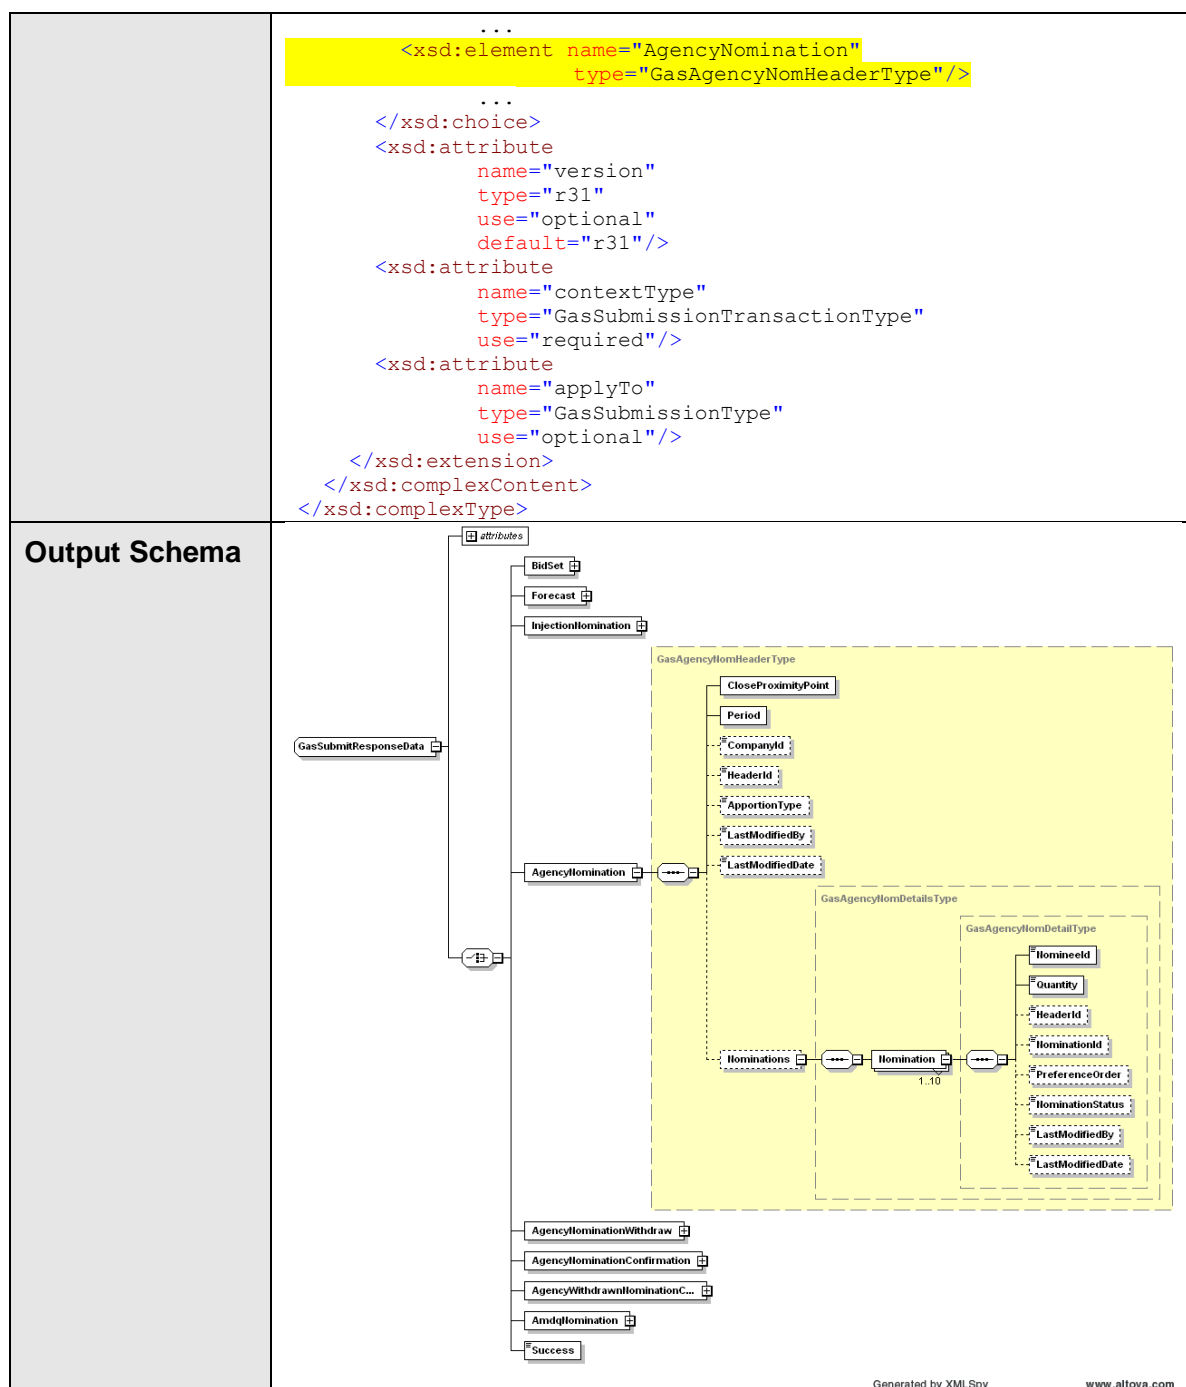 ...
<xsd:element name="AgencyNomination"
type="GasAgencyNomHeaderType"/>
...
</xsd:choice>
<xsd:attribute
name="version"
type="r31"
use="optional"
default="r31"/>
<xsd:attribute
name="contextType"
type="GasSubmissionTransactionType"
use="required"/>
<xsd:attribute
name="applyTo"
type="GasSubmissionType"
use="optional"/>
</xsd:extension>
</xsd:complexContent>
</xsd:complexType>
Output Schema
attributes
BidSet
Forecast
InjectionNomination
GasAgencyNomHeaderType
CloseProximityPoint
Period
GasSubmitResponseData
CompanyId
HeaderId
ApportionType
LastModifiedBy
LastModifiedDate
AgencyNomination
GasAgencyNomDetailsType
GasAgencyNomDetailType
NomineeId
Quantity
HeaderId
NominationId
Nominations
Nomination
1..10
PreferenceOrder
NominationStatus
LastModifiedBy
LastModifiedDate
AgencyNominationWithdraw
AgencyNominationConfirmation
AgencyWithdrawnNominationC...
AmdqNomination
Success
Generated by XMLSpy www.altova.com